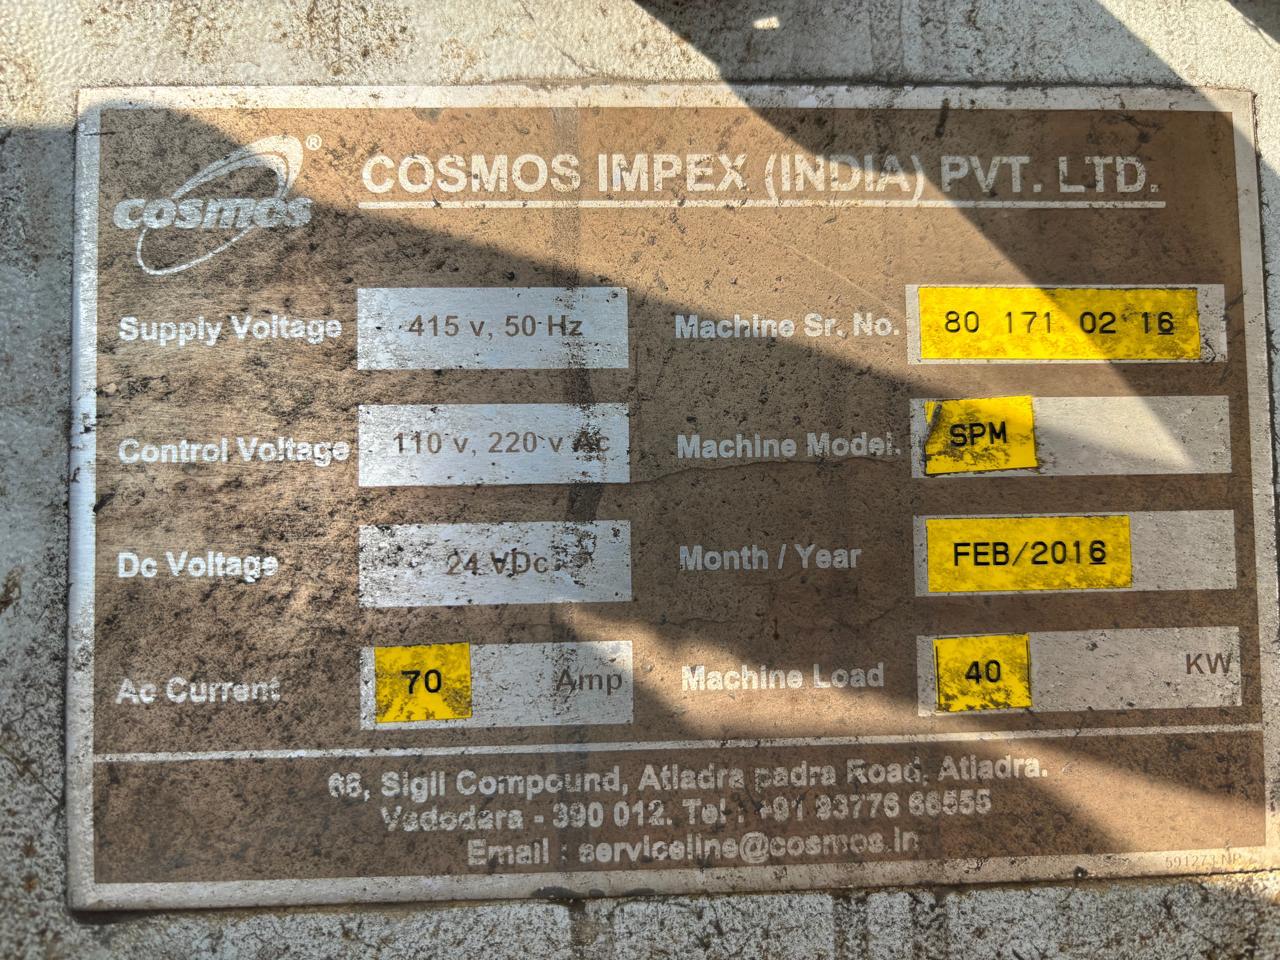 cosmos®
COSMOS IMPEX (INDIA) PVT. LTD.
Supply Voltage 415 v, 50 Hz
Machine Sr. No. 80 171 02 16
Control Voltage 110 v, 220 v Ac
Machine Model. SPM
Dc Voltage 24 VDc
Month / Year FEB/2016
Ac Current 70 Amp
Machine Load 40 KW
68, Sigil Compound, Atladra padra Road, Atladra.
Vadodara - 390 012. Tel : +91 93776 66555
Email : serviceline@cosmos.in
591273 NP